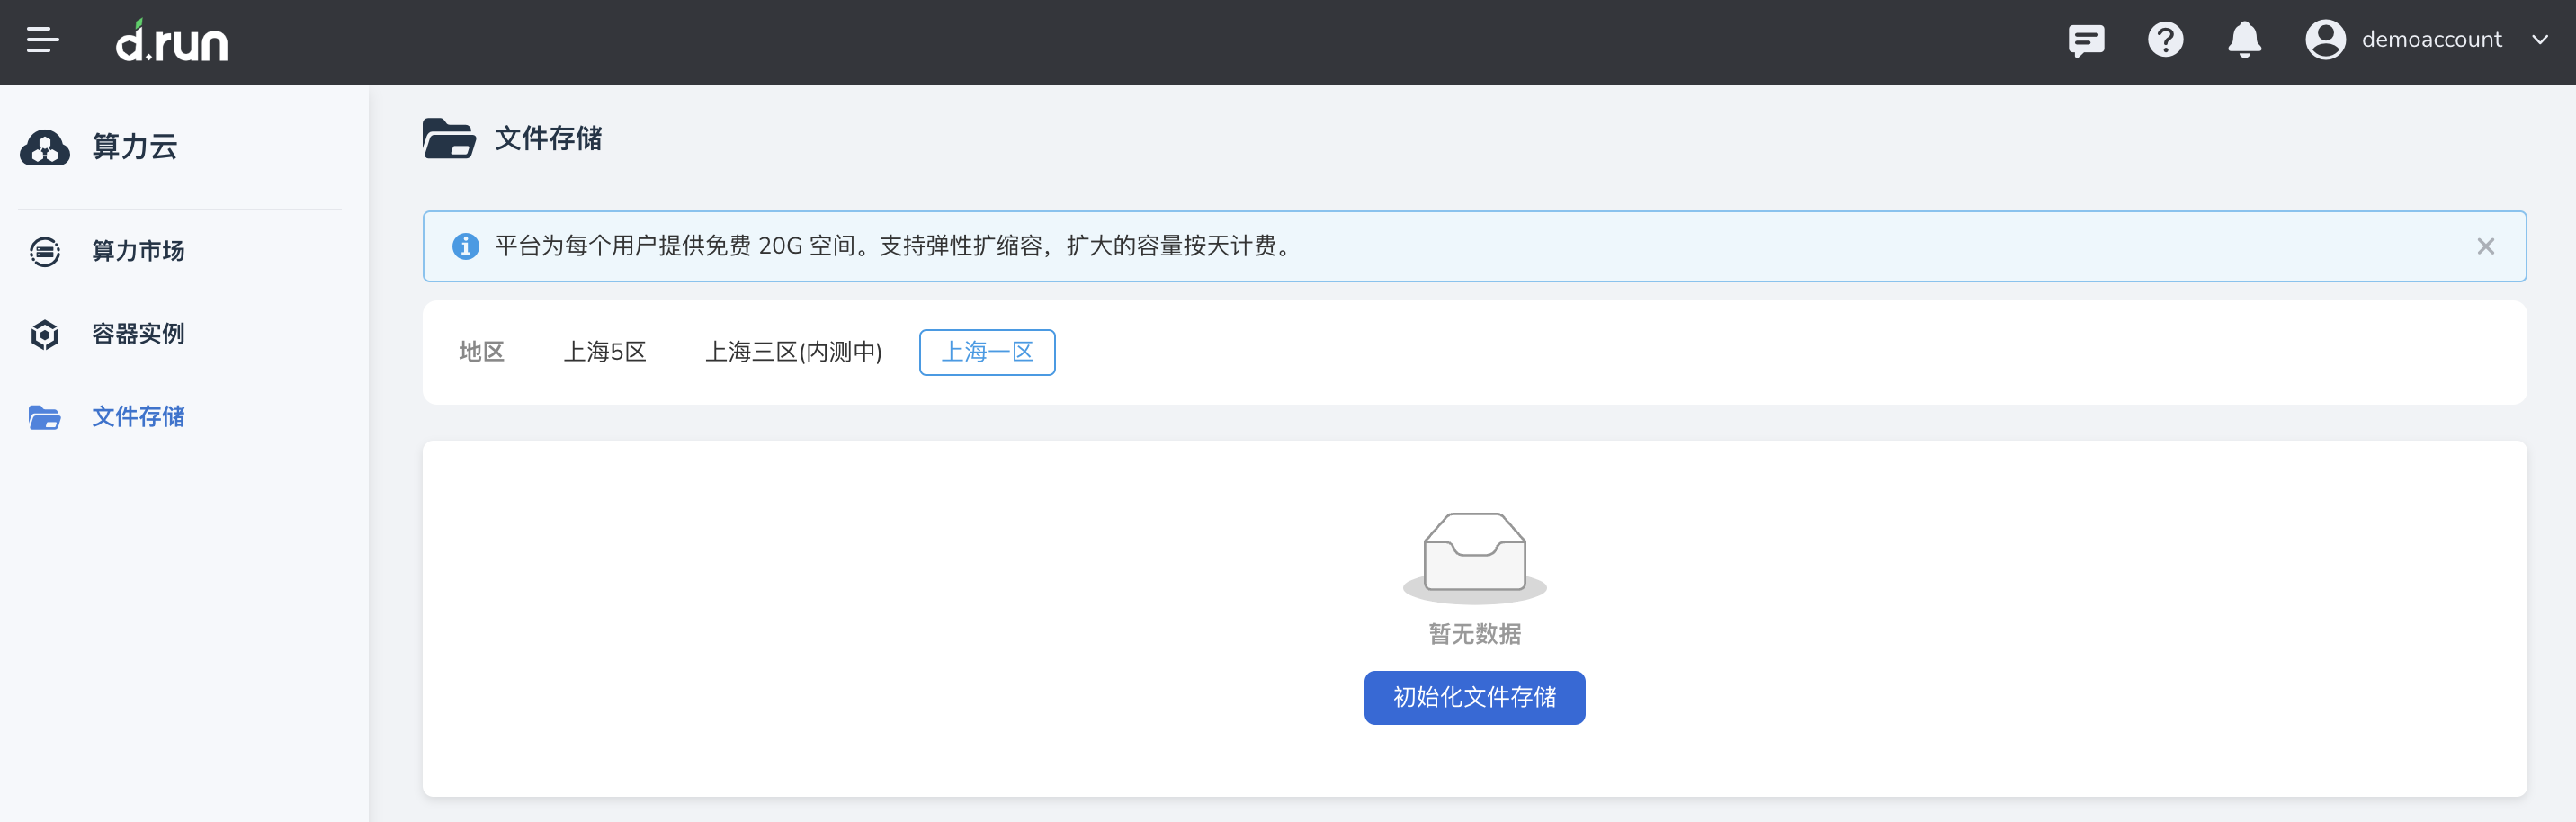 d.run
demoaccount
算力云
算力市场
容器实例
文件存储
文件存储
平台为每个用户提供免费 20G 空间。支持弹性扩缩容，扩大的容量按天计费。
地区 上海5区 上海三区(内测中) 上海一区
暂无数据
初始化文件存储